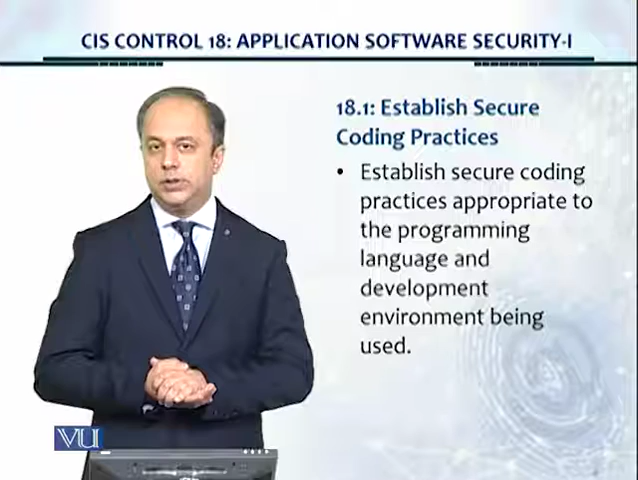 CIS CONTROL 18: APPLICATION SOFTWARE SECURITY-I
18.1: Establish Secure
Coding Practices
• Establish secure coding
practices appropriate to
the programming
language and
development
environment being
used.
VU